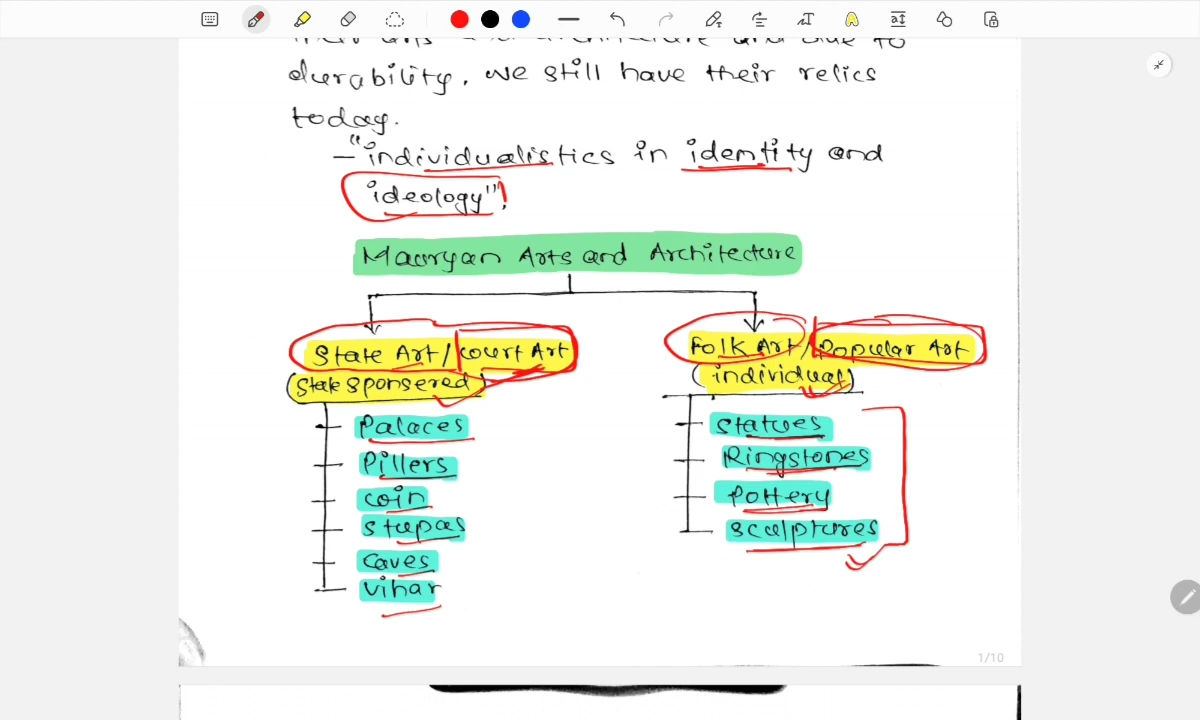 durability, we still have their relics
today.
- "individualistics in identity and
ideology".
Mauryan Arts and Architecture
State Art / Court Art
(State sponsered)
Palaces
Pillers
coin
stupas
Caves
vihar
Folk Art / Popular Art
(individual)
Statues
Ringstones
Pottery
Sculptures
1/10